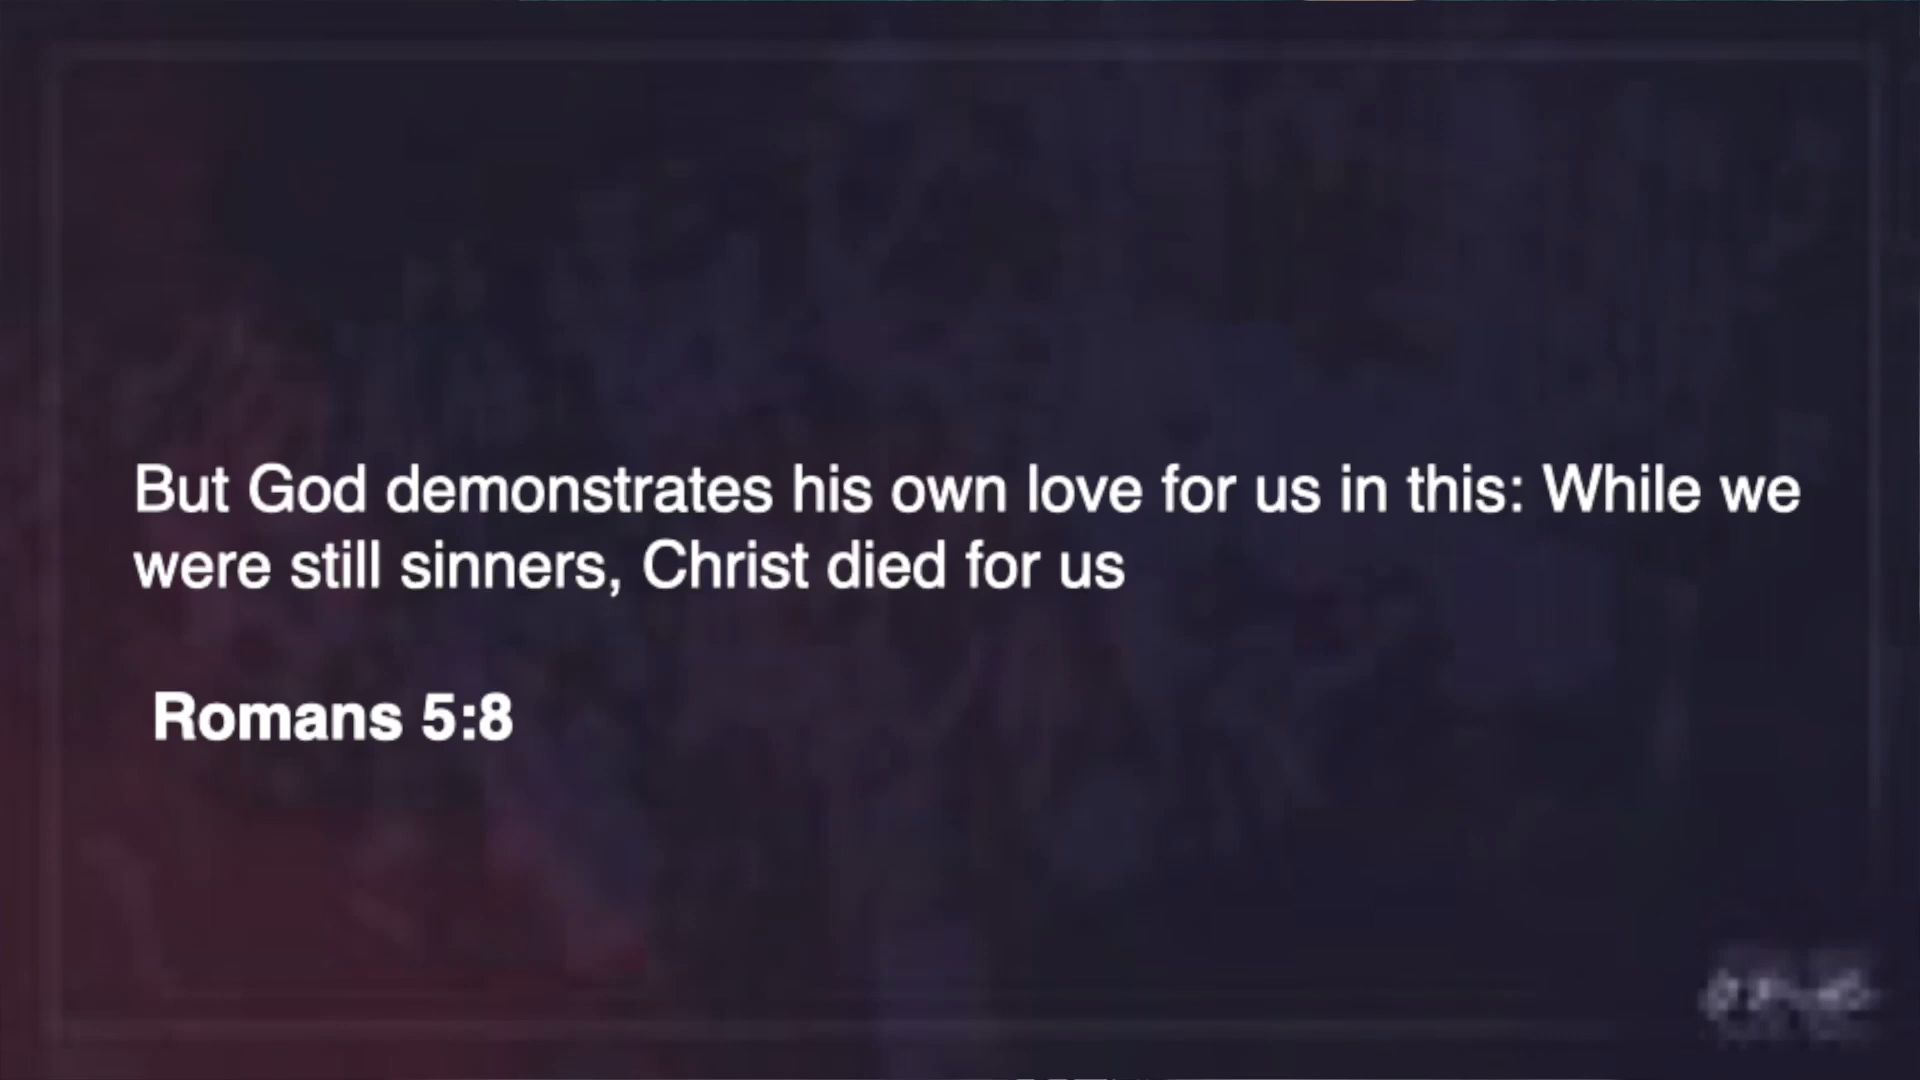 But God demonstrates his own love for us in this: While we
were still sinners, Christ died for us
Romans 5:8